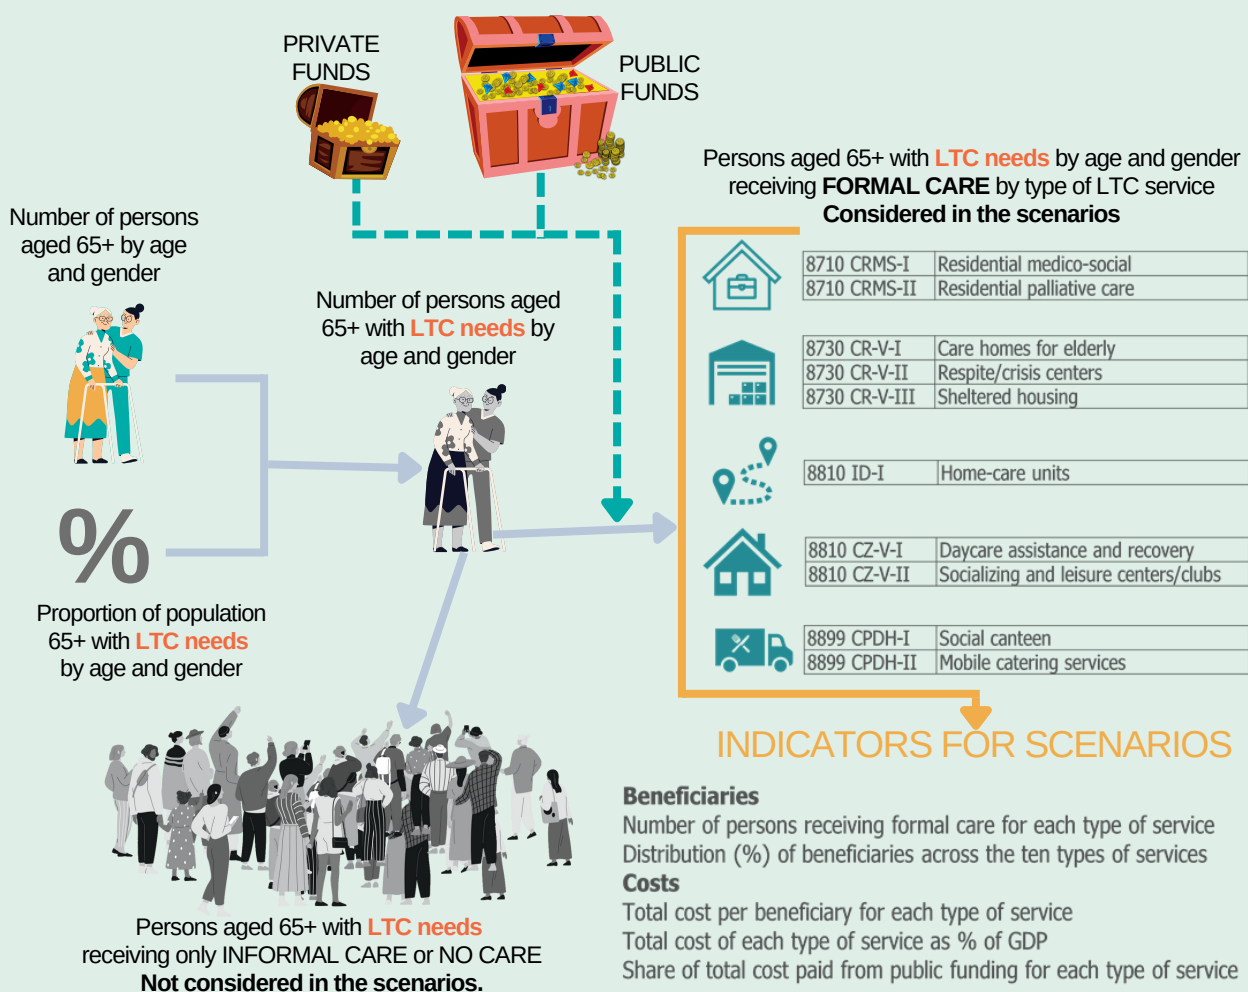 PRIVATE
FUNDS
PUBLIC
FUNDS
Number of persons
aged 65+ by age
and gender
%
Proportion of population
65+ with LTC needs
by age and gender
Number of persons aged
65+ with LTC needs by
age and gender
Persons aged 65+ with LTC needs by age and gender
receiving FORMAL CARE by type of LTC service
Considered in the scenarios
8710 CRMS-I Residential medico-social
8710 CRMS-II Residential palliative care
8730 CR-V-I Care homes for elderly
8730 CR-V-II Respite/crisis centers
8730 CR-V-III Sheltered housing
8810 ID-I Home-care units
8810 CZ-V-I Daycare assistance and recovery
8810 CZ-V-II Socializing and leisure centers/clubs
8899 CPDH-I Social canteen
8899 CPDH-II Mobile catering services
Persons aged 65+ with LTC needs
receiving only INFORMAL CARE or NO CARE
Not considered in the scenarios.
INDICATORS FOR SCENARIOS
Beneficiaries
Number of persons receiving formal care for each type of service
Distribution (%) of beneficiaries across the ten types of services
Costs
Total cost per beneficiary for each type of service
Total cost of each type of service as % of GDP
Share of total cost paid from public funding for each type of service